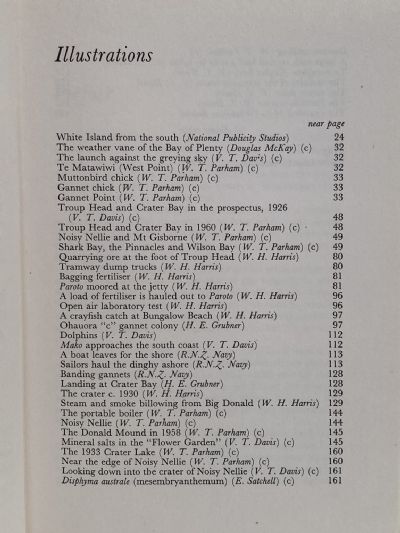 Illustrations
near page
White Island from the south (National Publicity Studios) 24
The weather vane of the Bay of Plenty (Douglas McKay) (c) 32
The launch against the greying sky (V. T. Davis) (c) 32
Te Matawiwi (West Point) (W. T. Parham) (c) 32
Muttonbird chick (W. T. Parham) (c) 33
Gannet chick (W. T. Parham) (c) 33
Gannet Point (W. T. Parham) (c) 33
Troup Head and Crater Bay in the prospectus, 1926
(V. T. Davis) (c) 48
Troup Head and Crater Bay in 1960 (W. T. Parham) (c) 48
Noisy Nellie and Mt Gisborne (W. T. Parham) (c) 49
Shark Bay, the Pinnacles and Wilson Bay (W. T. Parham) (c) 49
Quarrying ore at the foot of Troup Head (W. H. Harris) 80
Tramway dump trucks (W. H. Harris) 80
Bagging fertiliser (W. H. Harris) 81
Paroto moored at the jetty (W. H. Harris) 81
A load of fertiliser is hauled out to Paroto (W. H. Harris) 96
Open air laboratory test (W. H. Harris) 96
A crayfish catch at Bungalow Beach (W. H. Harris) 97
Ohauora "c" gannet colony (H. E. Grubner) 97
Dolphins (V. T. Davis) 112
Mako approaches the south coast (V. T. Davis) 112
A boat leaves for the shore (R.N.Z. Navy) 113
Sailors haul the dinghy ashore (R.N.Z. Navy) 113
Banding gannets (R.N.Z. Navy) 128
Landing at Crater Bay (H. E. Grubner) 128
The crater c. 1930 (W. H. Harris) 129
Steam and smoke billowing from Big Donald (W. H. Harris) 129
The portable boiler (W. T. Parham) (c) 144
Noisy Nellie (W. T. Parham) (c) 144
The Donald Mound in 1958 (W. T. Parham) (c) 145
Mineral salts in the "Flower Garden" (V. T. Davis) (c) 145
The 1933 Crater Lake (W. T. Parham) (c) 160
Near the edge of Noisy Nellie (W. T. Parham) (c) 160
Looking down into the crater of Noisy Nellie (V. T. Davis) (c) 161
Disphyma australe (mesembryanthemum) (E. Satchell) (c) 161